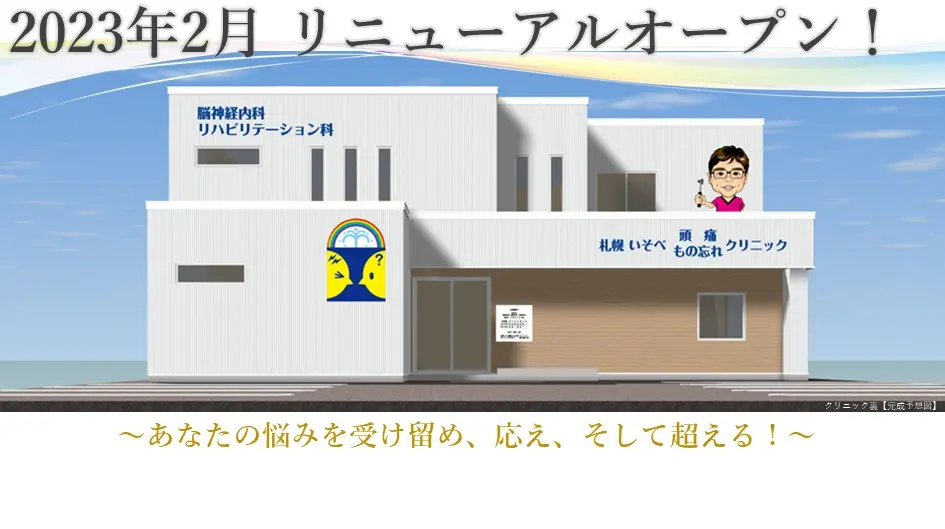 2023年2月 リニューアルオープン！
脳神経内科
リハビリテーション科
札幌 いそべ 頭痛 もの忘れ クリニック
?
クリニック裏【完成予想図】
～あなたの悩みを受け留め、応え、そして超える！～